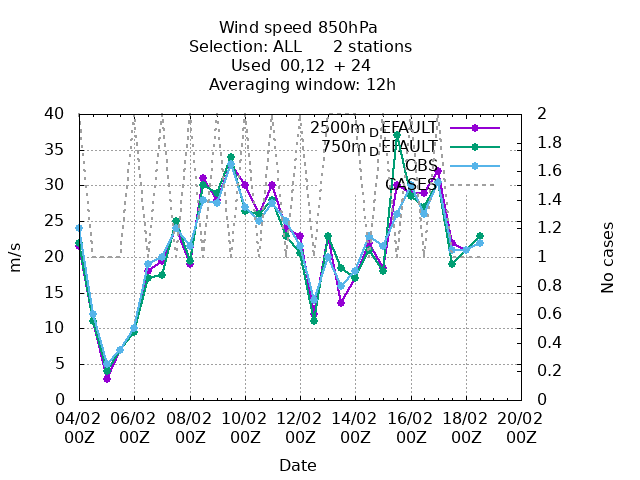 Wind speed 850hPa
Selection: ALL 2 stations
Used 00,12 + 24
Averaging window: 12h
2500m DEFAULT
750m DEFAULT
OBS
CASES
40
35
30
25
20
15
10
5
0
m/s
2
1.8
1.6
1.4
1.2
1
0.8
0.6
0.4
0.2
0
No cases
04/02 06/02 08/02 10/02 12/02 14/02 16/02 18/02 20/02
00Z 00Z 00Z 00Z 00Z 00Z 00Z 00Z 00Z
Date